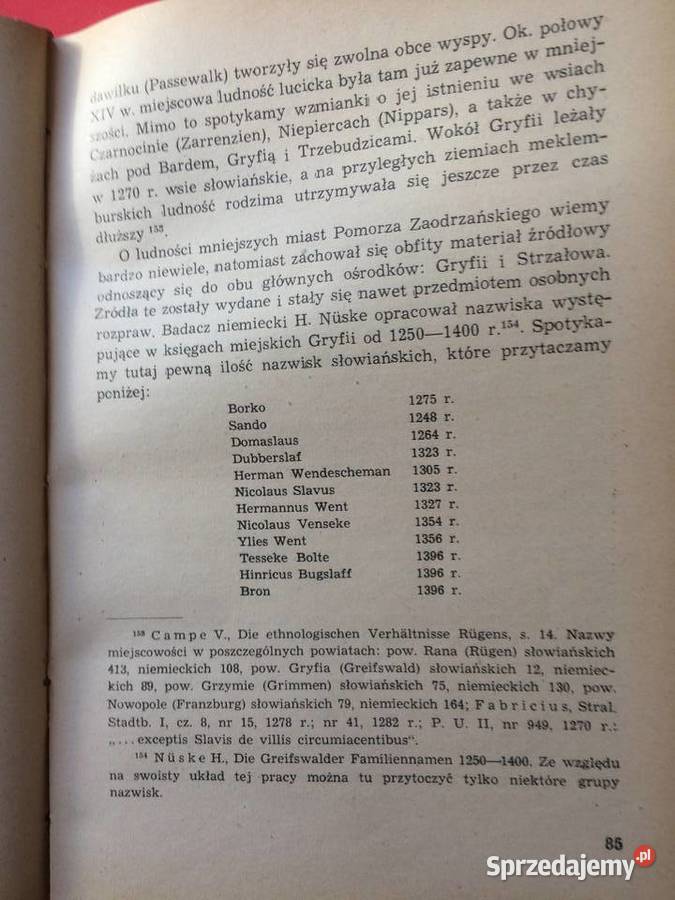 dawilku (Passewalk) tworzyły się zwolna obce wyspy. Ok. połowy
XIV w. miejscowa ludność lucicka była tam już zapewne w mniej-
szości. Mimo to spotykamy wzmianki o jej istnieniu we wsiach
Czarnocinie (Zarrenzien), Niepiercach (Nippars), a także w chy-
żach pod Bardem, Gryfią i Trzebudzicami. Wokół Gryfii leżały
w 1270 r. wsie słowiańskie, a na przyległych ziemiach meklem-
burskich ludność rodzima utrzymywała się jeszcze przez czas
dłuższy ¹⁵³.
O ludności mniejszych miast Pomorza Zaodrzańskiego wiemy
bardzo niewiele, natomiast zachował się obfity materiał źródłowy
odnoszący się do obu głównych ośrodków: Gryfii i Strzałowa.
Źródła te zostały wydane i stały się nawet przedmiotem osobnych
rozpraw. Badacz niemiecki H. Nüske opracował nazwiska wystę-
pujące w księgach miejskich Gryfii od 1250—1400 r.¹⁵⁴. Spotyka-
my tutaj pewną ilość nazwisk słowiańskich, które przytaczamy
poniżej:
Borko 1275 r.
Sando 1248 r.
Domaslaus 1264 r.
Dubberslaf 1323 r.
Herman Wendescheman 1305 r.
Nicolaus Slavus 1323 r.
Hermannus Went 1327 r.
Nicolaus Venseke 1354 r.
Ylies Went 1356 r.
Tesseke Bolte 1396 r.
Hinricus Bugslaff 1396 r.
Bron 1396 r.
¹⁵³ Campe V., Die ethnologischen Verhältnisse Rügens, s. 14. Nazwy
miejscowości w poszczególnych powiatach: pow. Rana (Rügen) słowiańskich
413, niemieckich 108, pow. Gryfia (Greifswald) słowiańskich 12, niemiec-
kich 89, pow. Grzymie (Grimmen) słowiańskich 75, niemieckich 130, pow.
Nowopole (Franzburg) słowiańskich 79, niemieckich 164; Fabricius, Stral.
Stadtb. I, cz. 8, nr 15, 1278 r.; nr 41, 1282 r.; P. U. II, nr 949, 1270 r.:
„...exceptis Slavis de villis circumiacentibus“.
¹⁵⁴ Nüske H., Die Greifswalder Familiennamen 1250—1400. Ze względu
na swoisty układ tej pracy można tu przytoczyć tylko niektóre grupy
nazwisk.
85
Sprzedajemy.pl